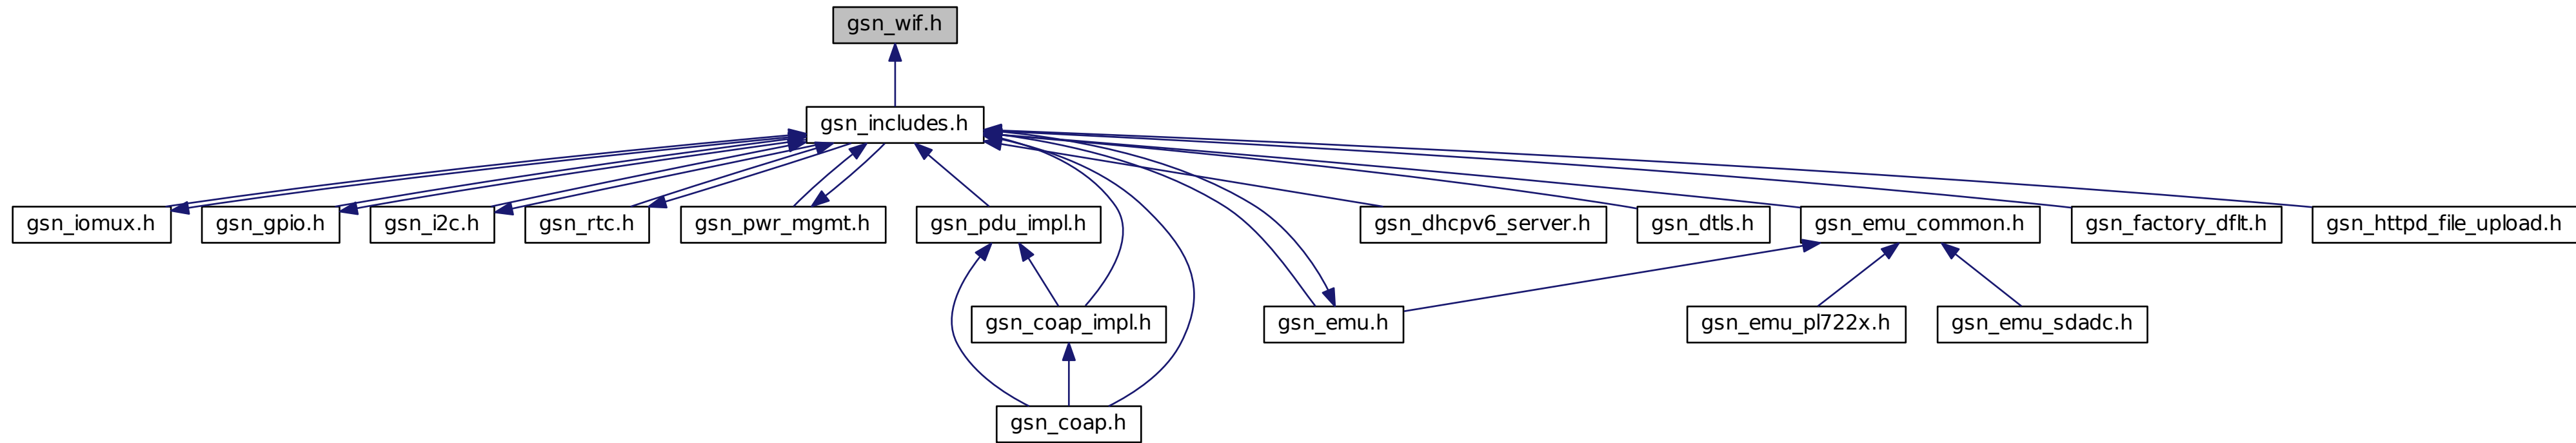 gsn_wif.h
gsn_includes.h
gsn_iomux.h
gsn_gpio.h
gsn_i2c.h
gsn_rtc.h
gsn_pwr_mgmt.h
gsn_pdu_impl.h
gsn_dhcpv6_server.h
gsn_dtls.h
gsn_emu_common.h
gsn_factory_dflt.h
gsn_httpd_file_upload.h
gsn_coap_impl.h
gsn_emu.h
gsn_emu_pl722x.h
gsn_emu_sdadc.h
gsn_coap.h